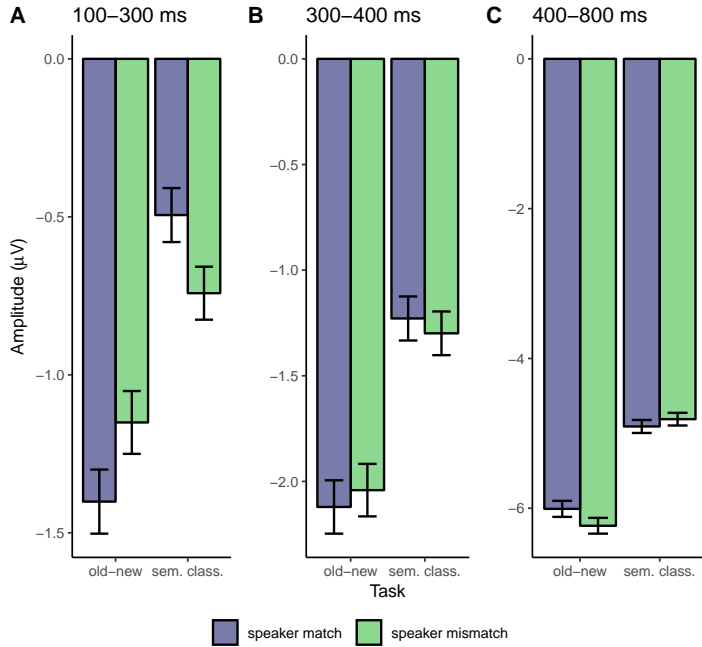 A 100–300 ms
B 300–400 ms
C 400–800 ms
Amplitude (μV)
0.0
−0.5
−1.0
−1.5
0.0
−0.5
−1.0
−1.5
−2.0
0
−2
−4
−6
old−new sem. class.
old−new sem. class.
old−new sem. class.
Task
speaker match speaker mismatch